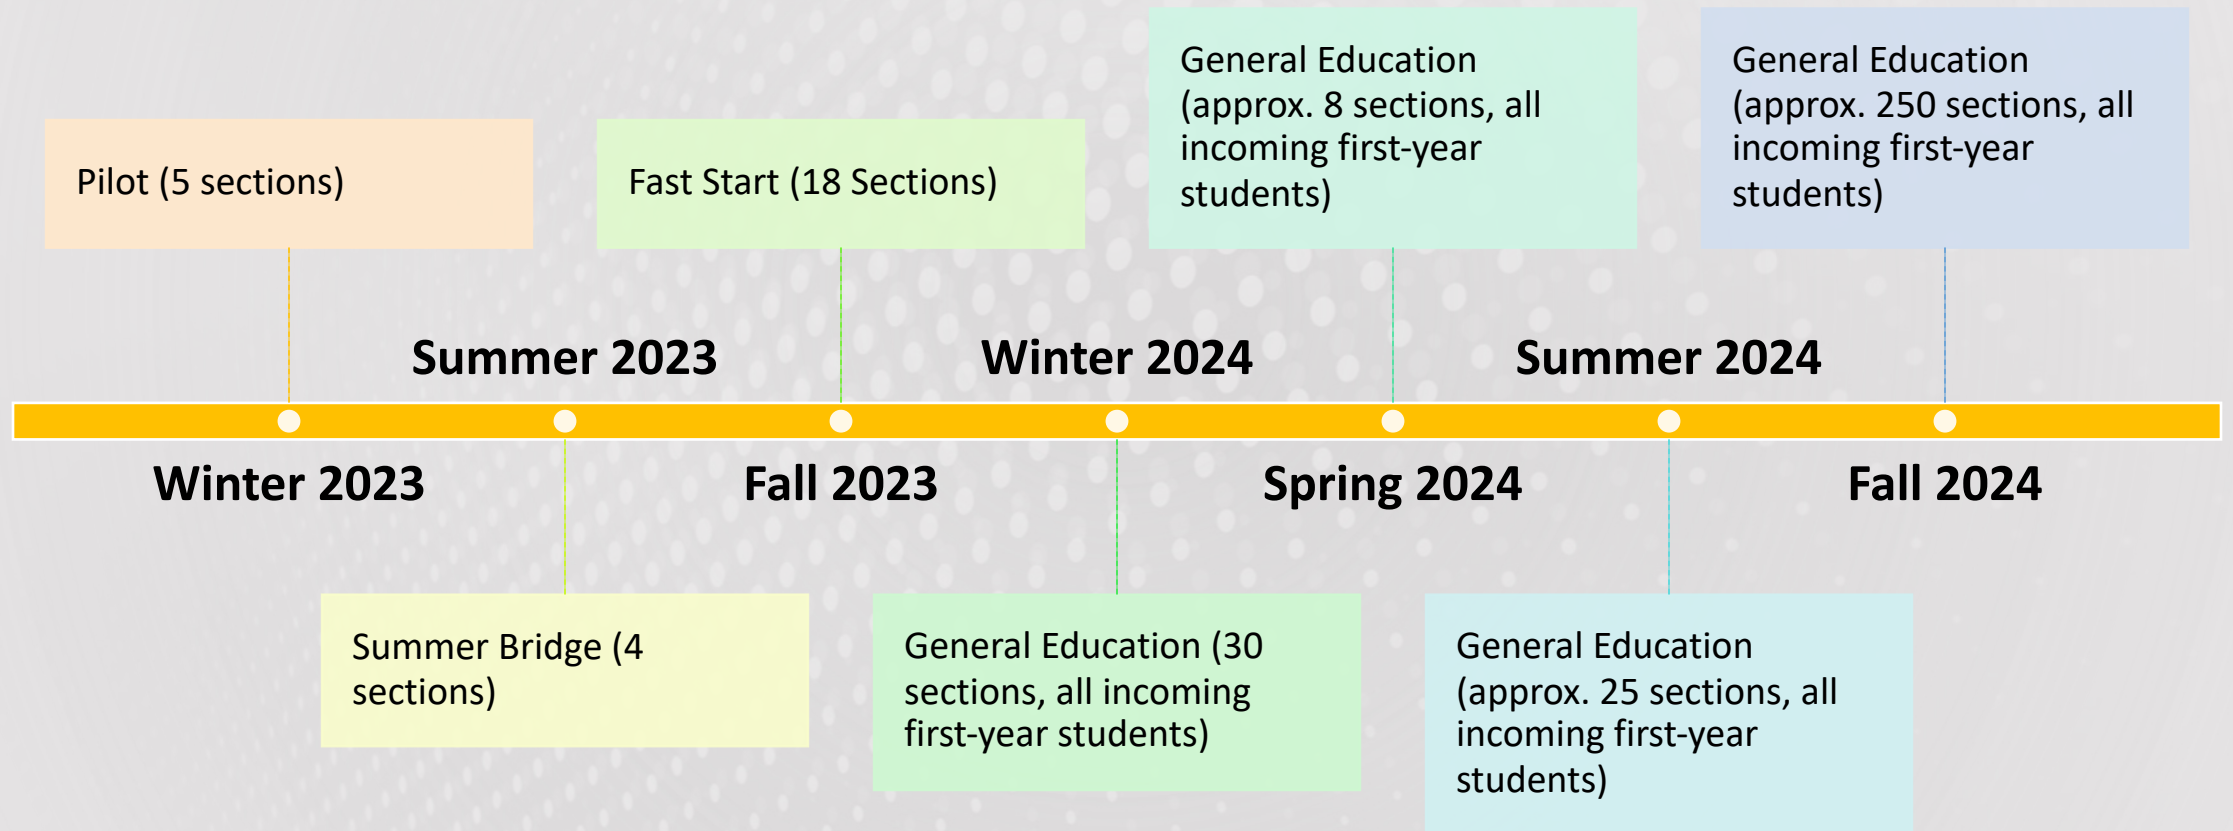 General Education
(approx. 8 sections, all
incoming first-year
students)
General Education
(approx. 250 sections, all
incoming first-year
students)
Pilot (5 sections)
Fast Start (18 Sections)
Summer 2023
Winter 2024
Summer 2024
Winter 2023
Fall 2023
Spring 2024
Fall 2024
Summer Bridge (4
sections)
General Education (30
sections, all incoming
first-year students)
General Education
(approx. 25 sections, all
incoming first-year
students)